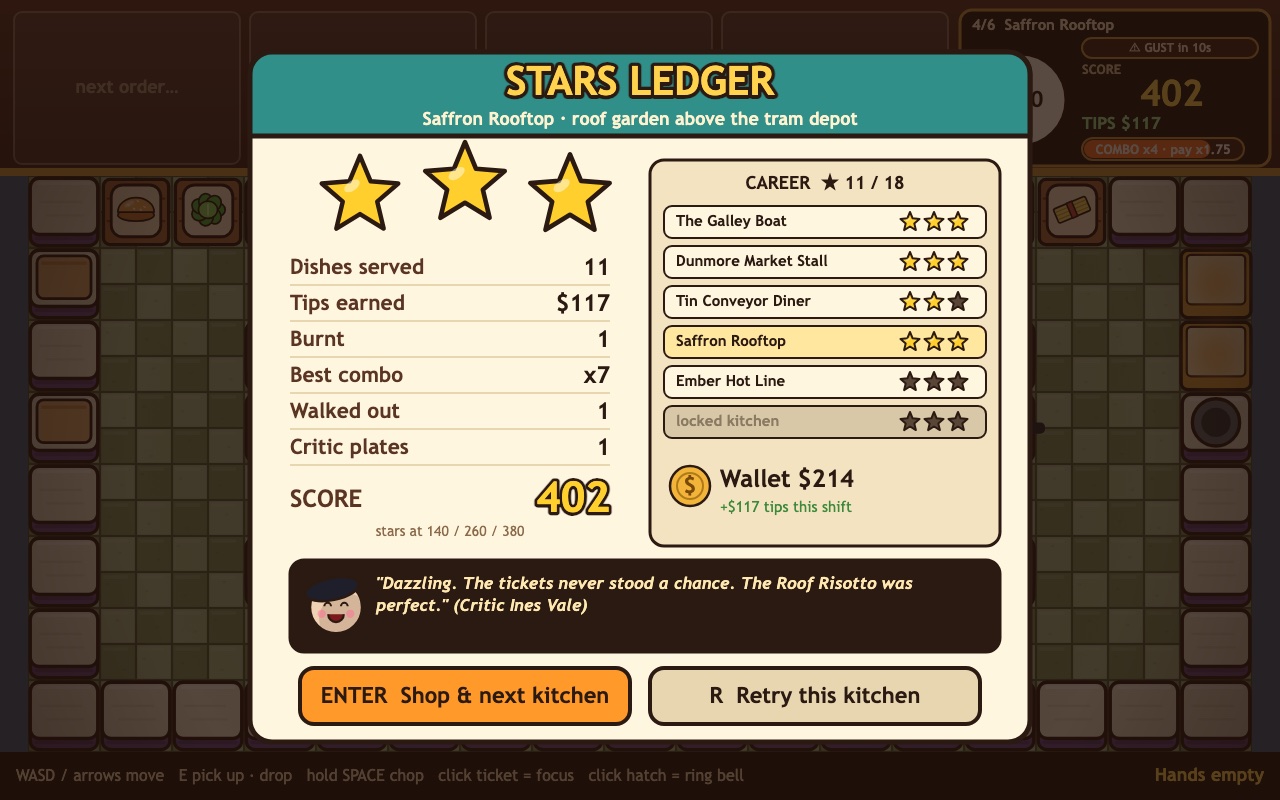 next order...
4/6 Saffron Rooftop
⚠ GUST in 10s
SCORE
402
TIPS $117
COMBO x4 · pay x1.75
STARS LEDGER
Saffron Rooftop · roof garden above the tram depot
Dishes served 11
Tips earned $117
Burnt 1
Best combo x7
Walked out 1
Critic plates 1
SCORE 402
stars at 140 / 260 / 380
CAREER ★ 11 / 18
The Galley Boat
Dunmore Market Stall
Tin Conveyor Diner
Saffron Rooftop
Ember Hot Line
locked kitchen
$
Wallet $214
+$117 tips this shift
"Dazzling. The tickets never stood a chance. The Roof Risotto was
perfect." (Critic Ines Vale)
ENTER Shop & next kitchen
R Retry this kitchen
WASD / arrows move E pick up · drop hold SPACE chop click ticket = focus click hatch = ring bell
Hands empty